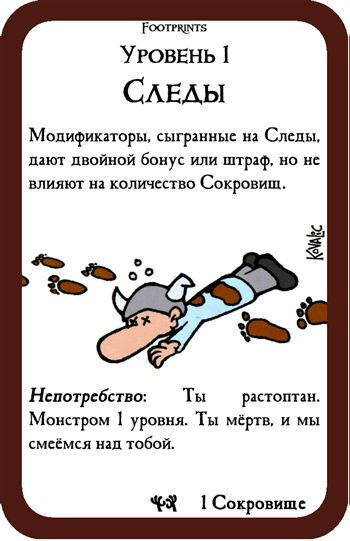 Footprints
Уровень 1
Следы
Модификаторы, сыгранные на Следы,
дают двойной бонус или штраф, но не
влияют на количество Сокровищ.
Kovalic
Непотребство: Ты растоптан.
Монстром 1 уровня. Ты мёртв, и мы
смеёмся над тобой.
1 Сокровище